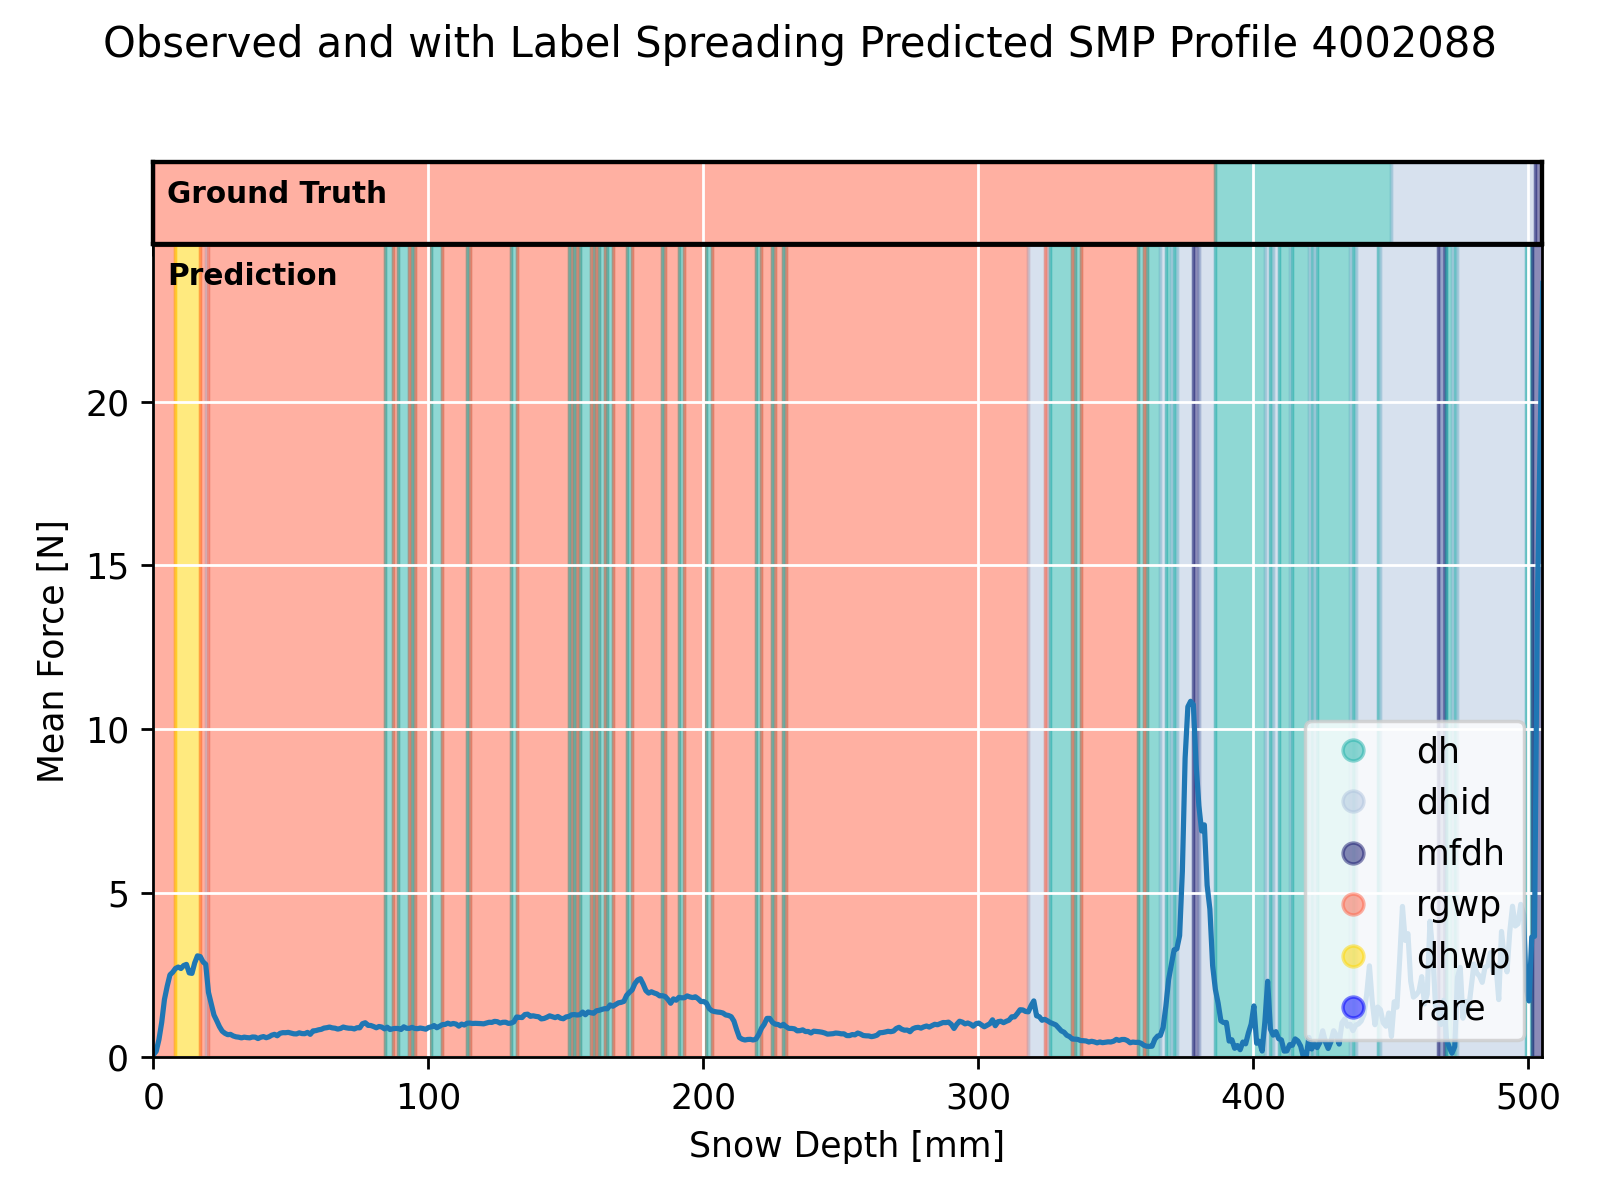 Observed and with Label Spreading Predicted SMP Profile 4002088
Ground Truth
Prediction
Mean Force [N]
20
15
10
5
0
dh
dhid
mfdh
rgwp
dhwp
rare
0 100 200 300 400 500
Snow Depth [mm]